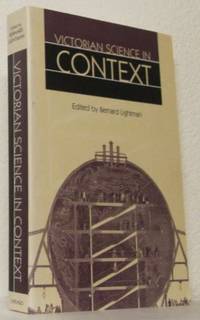 VICTORIAN SCIENCE IN
CONTEXT
Edited by Bernard Lightman
VICTORIAN SCIENCE IN CONTEXT